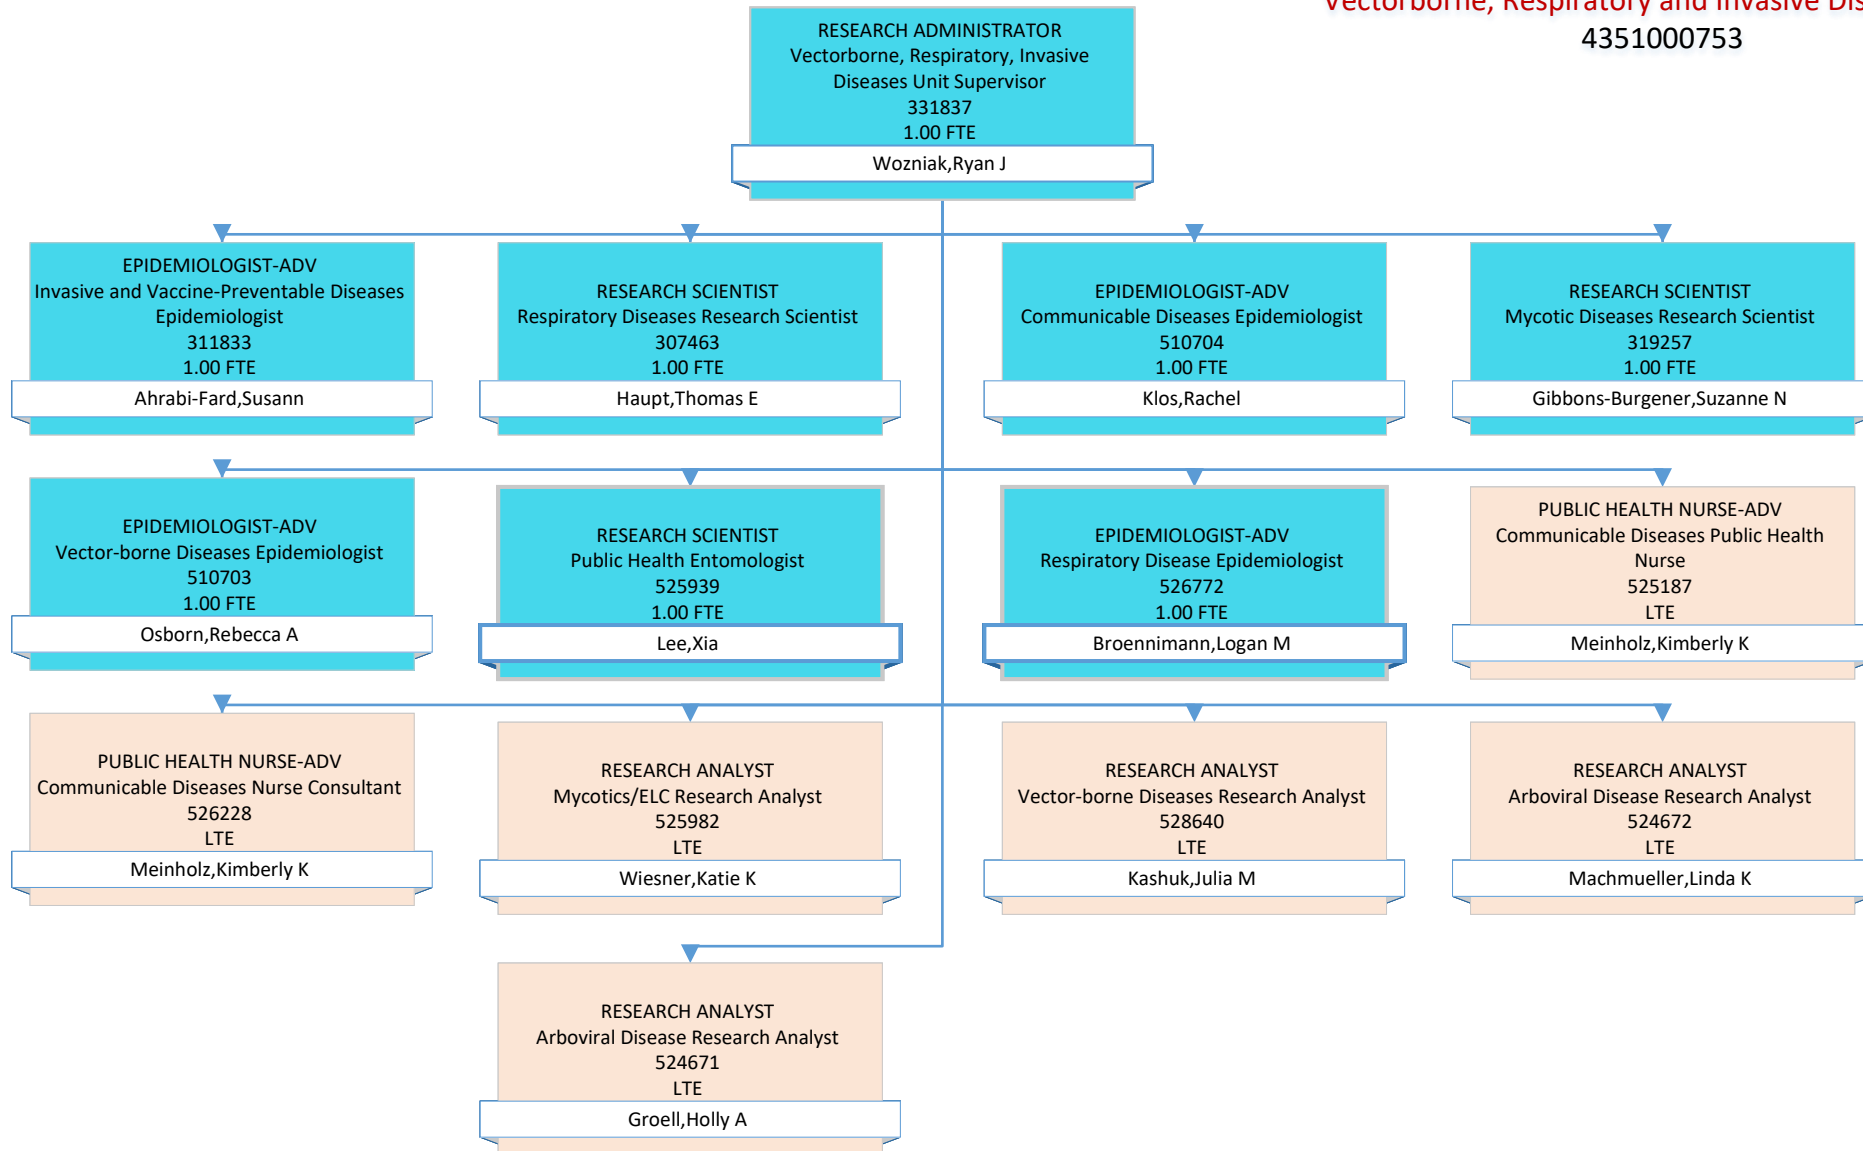 Vectorborne, Respiratory and Invasive Dis
4351000753
RESEARCH ADMINISTRATOR
Vectorborne, Respiratory, Invasive
Diseases Unit Supervisor
331837
1.00 FTE
Wozniak,Ryan J
EPIDEMIOLOGIST-ADV
Invasive and Vaccine-Preventable Diseases
Epidemiologist
311833
1.00 FTE
Ahrabi-Fard,Susann
RESEARCH SCIENTIST
Respiratory Diseases Research Scientist
307463
1.00 FTE
Haupt,Thomas E
EPIDEMIOLOGIST-ADV
Communicable Diseases Epidemiologist
510704
1.00 FTE
Klos,Rachel
RESEARCH SCIENTIST
Mycotic Diseases Research Scientist
319257
1.00 FTE
Gibbons-Burgener,Suzanne N
EPIDEMIOLOGIST-ADV
Vector-borne Diseases Epidemiologist
510703
1.00 FTE
Osborn,Rebecca A
RESEARCH SCIENTIST
Public Health Entomologist
525939
1.00 FTE
Lee,Xia
EPIDEMIOLOGIST-ADV
Respiratory Disease Epidemiologist
526772
1.00 FTE
Broennimann,Logan M
PUBLIC HEALTH NURSE-ADV
Communicable Diseases Public Health
Nurse
525187
LTE
Meinholz,Kimberly K
PUBLIC HEALTH NURSE-ADV
Communicable Diseases Nurse Consultant
526228
LTE
Meinholz,Kimberly K
RESEARCH ANALYST
Mycotics/ELC Research Analyst
525982
LTE
Wiesner,Katie K
RESEARCH ANALYST
Vector-borne Diseases Research Analyst
528640
LTE
Kashuk,Julia M
RESEARCH ANALYST
Arboviral Disease Research Analyst
524672
LTE
Machmueller,Linda K
RESEARCH ANALYST
Arboviral Disease Research Analyst
524671
LTE
Groell,Holly A